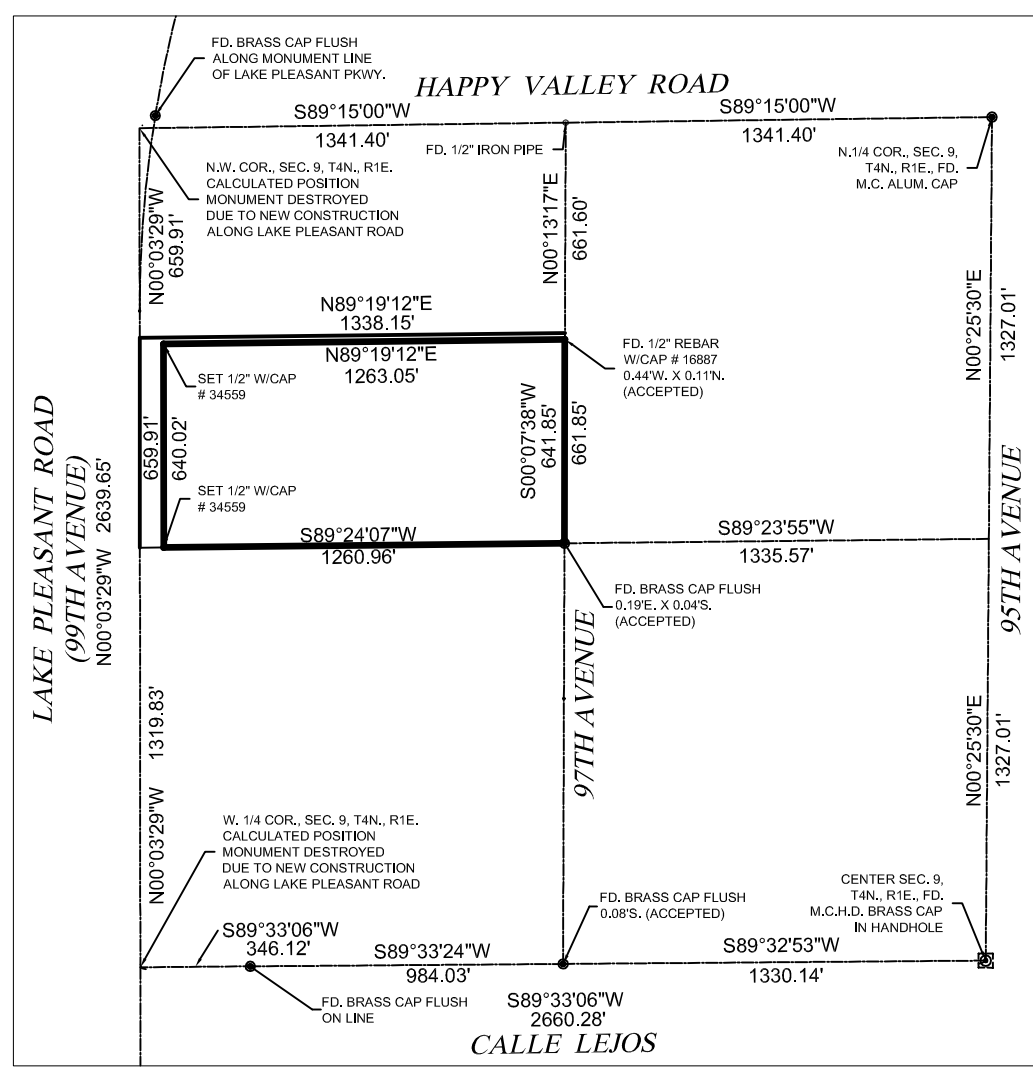 FD. BRASS CAP FLUSH
ALONG MONUMENT LINE
OF LAKE PLEASANT PKWY.
HAPPY VALLEY ROAD
S89°15'00"W
1341.40'
S89°15'00"W
1341.40'
FD. 1/2" IRON PIPE
N.1/4 COR., SEC. 9,
T4N., R1E., FD.
M.C. ALUM. CAP
N.W. COR., SEC. 9, T4N., R1E.
CALCULATED POSITION
MONUMENT DESTROYED
DUE TO NEW CONSTRUCTION
ALONG LAKE PLEASANT ROAD
N00°03'29"W
659.91'
N00°13'17"E
661.60'
N00°25'30"E
1327.01'
N89°19'12"E
1338.15'
N89°19'12"E
1263.05'
FD. 1/2" REBAR
W/CAP # 16887
0.44'W. X 0.11'N.
(ACCEPTED)
SET 1/2" W/CAP
# 34559
659.91'
640.02'
S00°07'38"W
641.85'
661.85'
SET 1/2" W/CAP
# 34559
LAKE PLEASANT ROAD
(99TH AVENUE)
N00°03'29"W 2639.65'
95TH AVENUE
S89°24'07"W
1260.96'
S89°23'55"W
1335.57'
FD. BRASS CAP FLUSH
0.19'E. X 0.04'S.
(ACCEPTED)
97TH AVENUE
N00°03'29"W 1319.83'
N00°25'30"E
1327.01'
W. 1/4 COR., SEC. 9, T4N., R1E.
CALCULATED POSITION
MONUMENT DESTROYED
DUE TO NEW CONSTRUCTION
ALONG LAKE PLEASANT ROAD
FD. BRASS CAP FLUSH
0.08'S. (ACCEPTED)
CENTER SEC. 9,
T4N., R1E., FD.
M.C.H.D. BRASS CAP
IN HANDHOLE
S89°33'06"W
346.12'
S89°33'24"W
984.03'
S89°32'53"W
1330.14'
FD. BRASS CAP FLUSH
ON LINE
S89°33'06"W
2660.28'
CALLE LEJOS